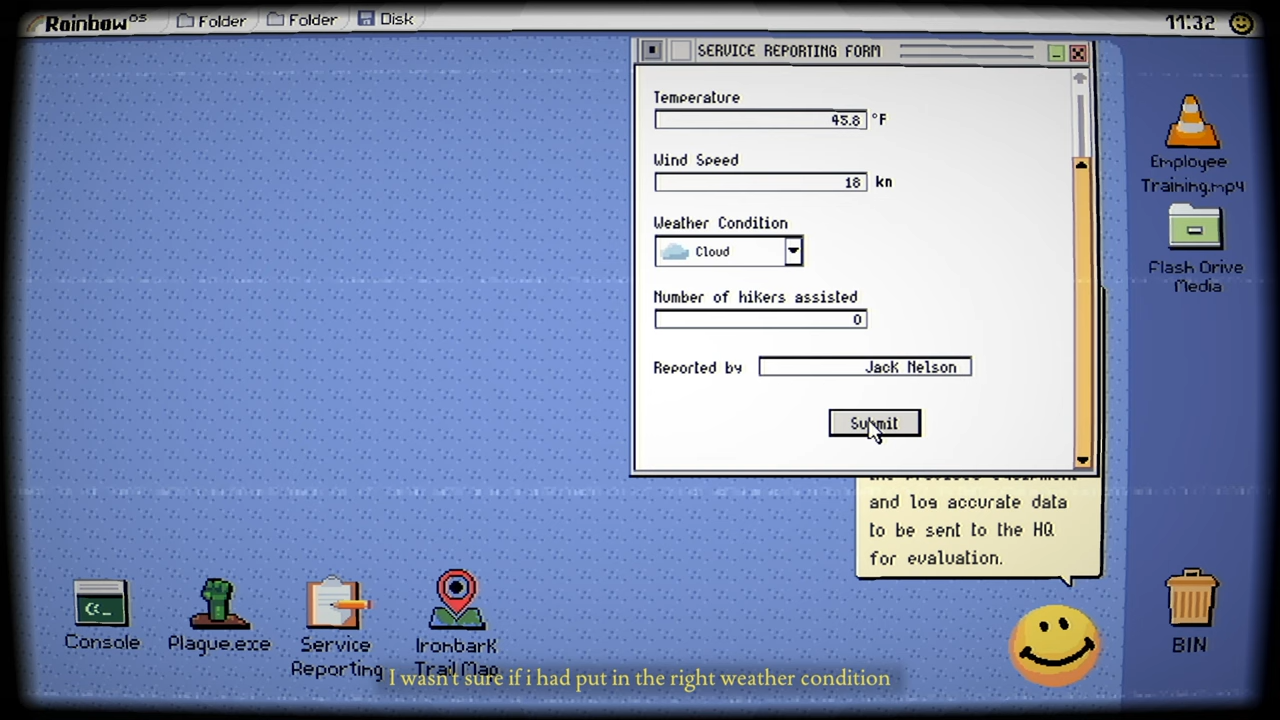 Rainbow OS
Folder
Folder
Disk
11:32
SERVICE REPORTING FORM
Temperature
45.8 °F
Wind Speed
18 kn
Weather Condition
Cloud
Number of hikers assisted
0
Reported by
Jack Nelson
Submit
and log accurate data
to be sent to the HQ
for evaluation.
Employee
Training.mp4
Flash Drive
Media
BIN
Console
Plague.exe
Service
Reporting
Ironbark
Trail Map
I wasn't sure if i had put in the right weather condition